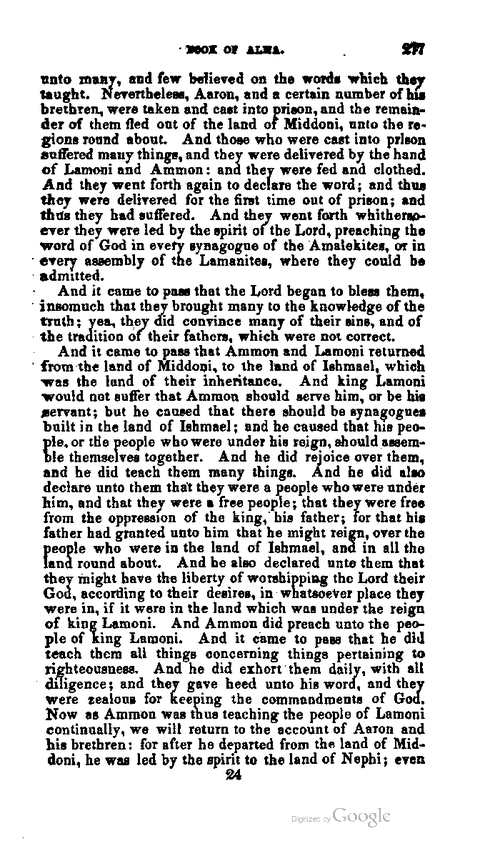 BOOK OF ALMA. 277
unto many, and few believed on the words which they
taught. Nevertheless, Aaron, and a certain number of his
brethren, were taken and cast into prison, and the remain-
der of them fled out of the land of Middoni, unto the re-
gions round about. And those who were cast into prison
suffered many things, and they were delivered by the hand
of Lamoni and Ammon: and they were fed and clothed.
And they went forth again to declare the word; and thus
they were delivered for the first time out of prison; and
thus they had suffered. And they went forth whitherso-
ever they were led by the spirit of the Lord, preaching the
word of God in every synagogue of the Amalekites, or in
every assembly of the Lamanites, where they could be
admitted.
And it came to pass that the Lord began to bless them,
insomuch that they brought many to the knowledge of the
truth; yea, they did convince many of their sins, and of
the tradition of their fathers, which were not correct.
And it came to pass that Ammon and Lamoni returned
from the land of Middoni, to the land of Ishmael, which
was the land of their inheritance. And king Lamoni
would not suffer that Ammon should serve him, or be his
servant; but he caused that there should be synagogues
built in the land of Ishmael; and he caused that his peo-
ple, or the people who were under his reign, should assem-
ble themselves together. And he did rejoice over them,
and he did teach them many things. And he did also
declare unto them that they were a people who were under
him, and that they were a free people; that they were free
from the oppression of the king, his father; for that his
father had granted unto him that he might reign, over the
people who were in the land of Ishmael, and in all the
land round about. And he also declared unto them that
they might have the liberty of worshipping the Lord their
God, according to their desires, in whatsoever place they
were in, if it were in the land which was under the reign
of king Lamoni. And Ammon did preach unto the peo-
ple of king Lamoni. And it came to pass that he did
teach them all things concerning things pertaining to
righteousness. And he did exhort them daily, with all
diligence; and they gave heed unto his word, and they
were zealous for keeping the commandments of God.
Now as Ammon was thus teaching the people of Lamoni
continually, we will return to the account of Aaron and
his brethren: for after he departed from the land of Mid-
doni, he was led by the spirit to the land of Nephi; even
24
Digitized by Google